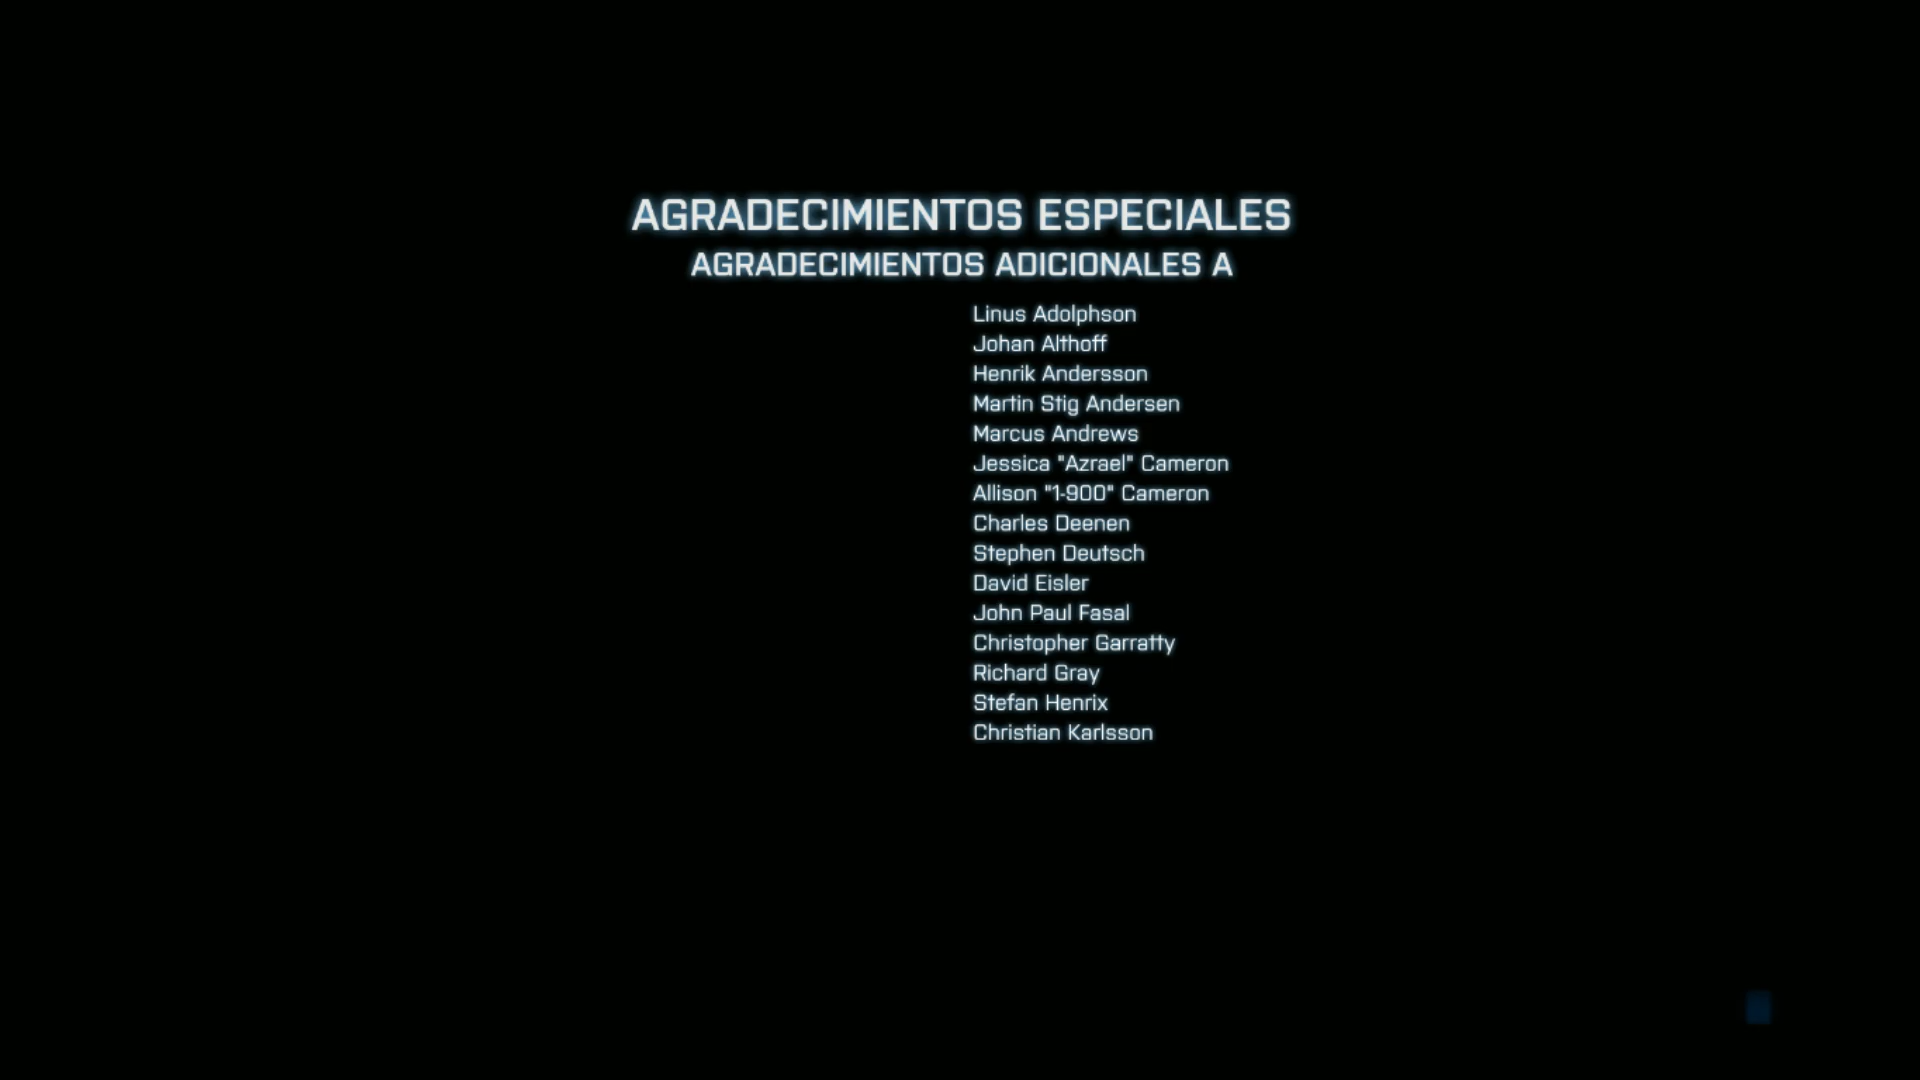 AGRADECIMIENTOS ESPECIALES
AGRADECIMIENTOS ADICIONALES A
Linus Adolphson
Johan Althoff
Henrik Andersson
Martin Stig Andersen
Marcus Andrews
Jessica "Azrael" Cameron
Allison "1-900" Cameron
Charles Deenen
Stephen Deutsch
David Eisler
John Paul Fasal
Christopher Garratty
Richard Gray
Stefan Henrix
Christian Karlsson